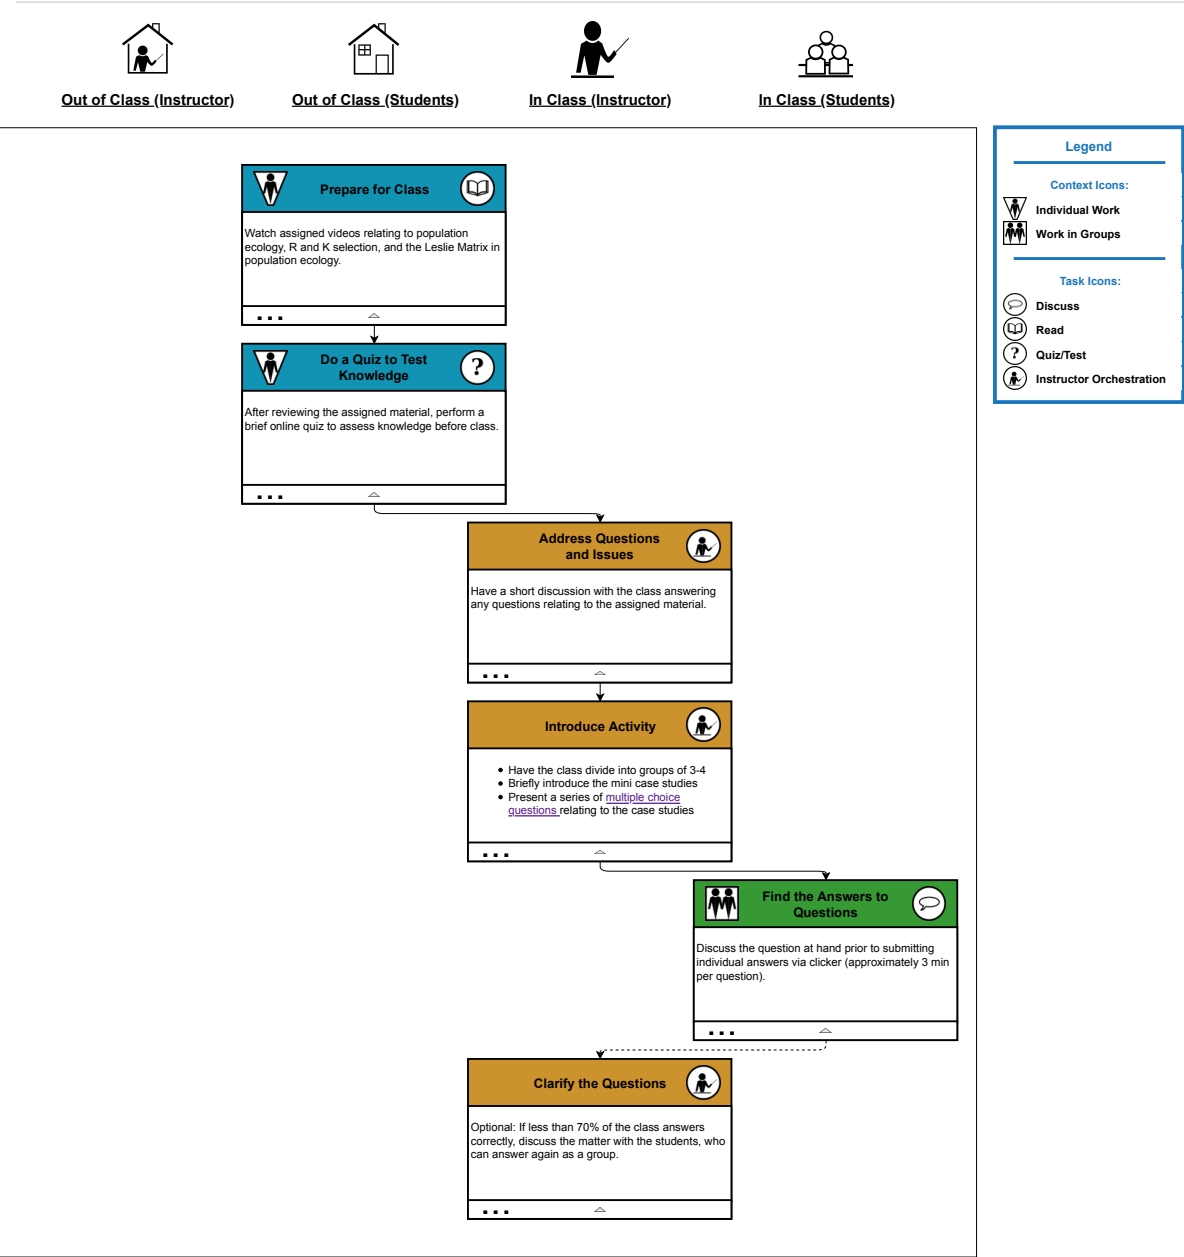 Out of Class (Instructor)
Out of Class (Students)
In Class (Instructor)
In Class (Students)
Legend
Context Icons:
Individual Work
Work in Groups
Task Icons:
Discuss
Read
? Quiz/Test
Instructor Orchestration
Prepare for Class
Watch assigned videos relating to population
ecology, R and K selection, and the Leslie Matrix in
population ecology.
Do a Quiz to Test
Knowledge
?
After reviewing the assigned material, perform a
brief online quiz to assess knowledge before class.
Address Questions
and Issues
Have a short discussion with the class answering
any questions relating to the assigned material.
Introduce Activity
• Have the class divide into groups of 3-4
• Briefly introduce the mini case studies
• Present a series of multiple choice
questions relating to the case studies
Find the Answers to
Questions
Discuss the question at hand prior to submitting
individual answers via clicker (approximately 3 min
per question).
Clarify the Questions
Optional: If less than 70% of the class answers
correctly, discuss the matter with the students, who
can answer again as a group.